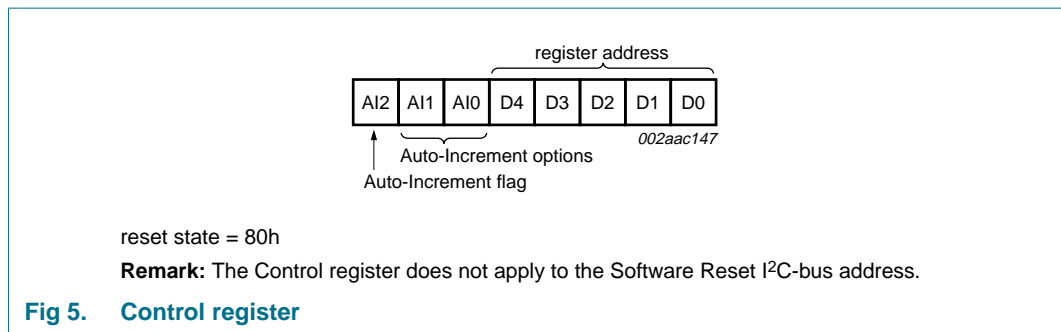 register address
AI2 AI1 AI0 D4 D3 D2 D1 D0
002aac147
Auto-Increment options
Auto-Increment flag
reset state = 80h
Remark: The Control register does not apply to the Software Reset I²C-bus address.
Fig 5. Control register